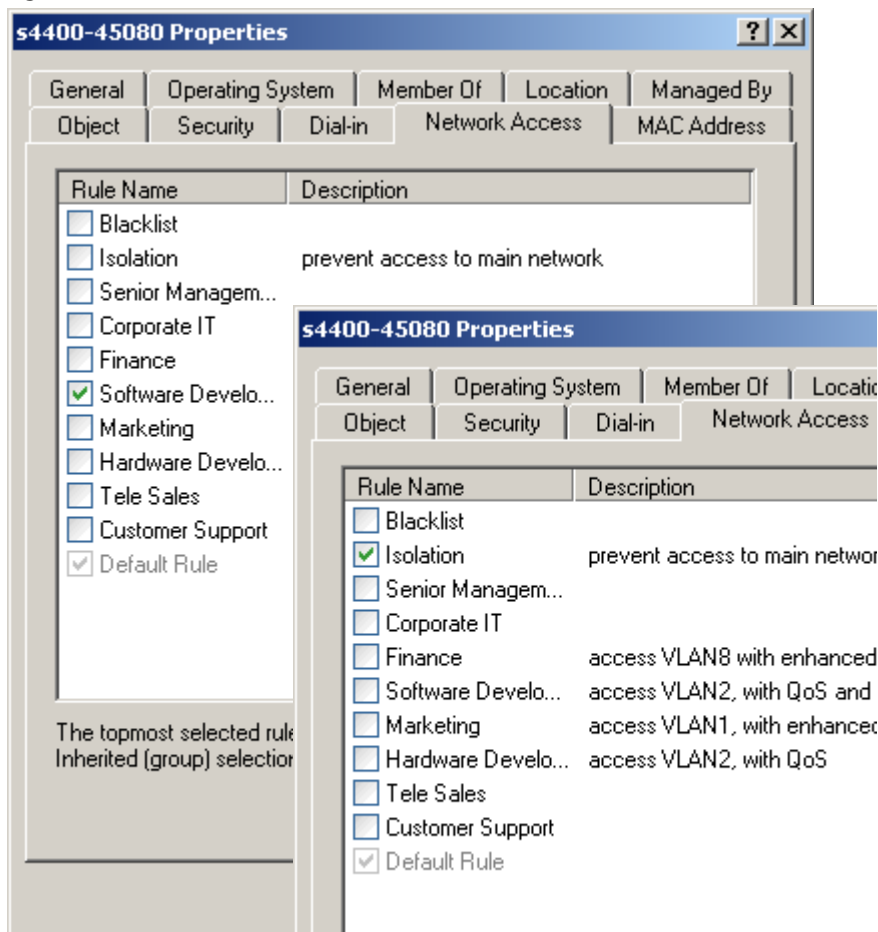 s4400-45080 Properties
General Operating System Member Of Location Managed By
Object Security Dial-in Network Access MAC Address
Rule Name Description
Blacklist
Isolation prevent access to main network
Senior Managem...
Corporate IT
Finance
Software Develo...
Marketing
Hardware Develo...
Tele Sales
Customer Support
Default Rule
The topmost selected rule
Inherited (group) selection
s4400-45080 Properties
General Operating System Member Of Locatio
Object Security Dial-in Network Access
Rule Name Description
Blacklist
Isolation prevent access to main networ
Senior Managem...
Corporate IT
Finance access VLAN8 with enhanced
Software Develo... access VLAN2, with QoS and
Marketing access VLAN1, with enhanced
Hardware Develo... access VLAN2, with QoS
Tele Sales
Customer Support
Default Rule